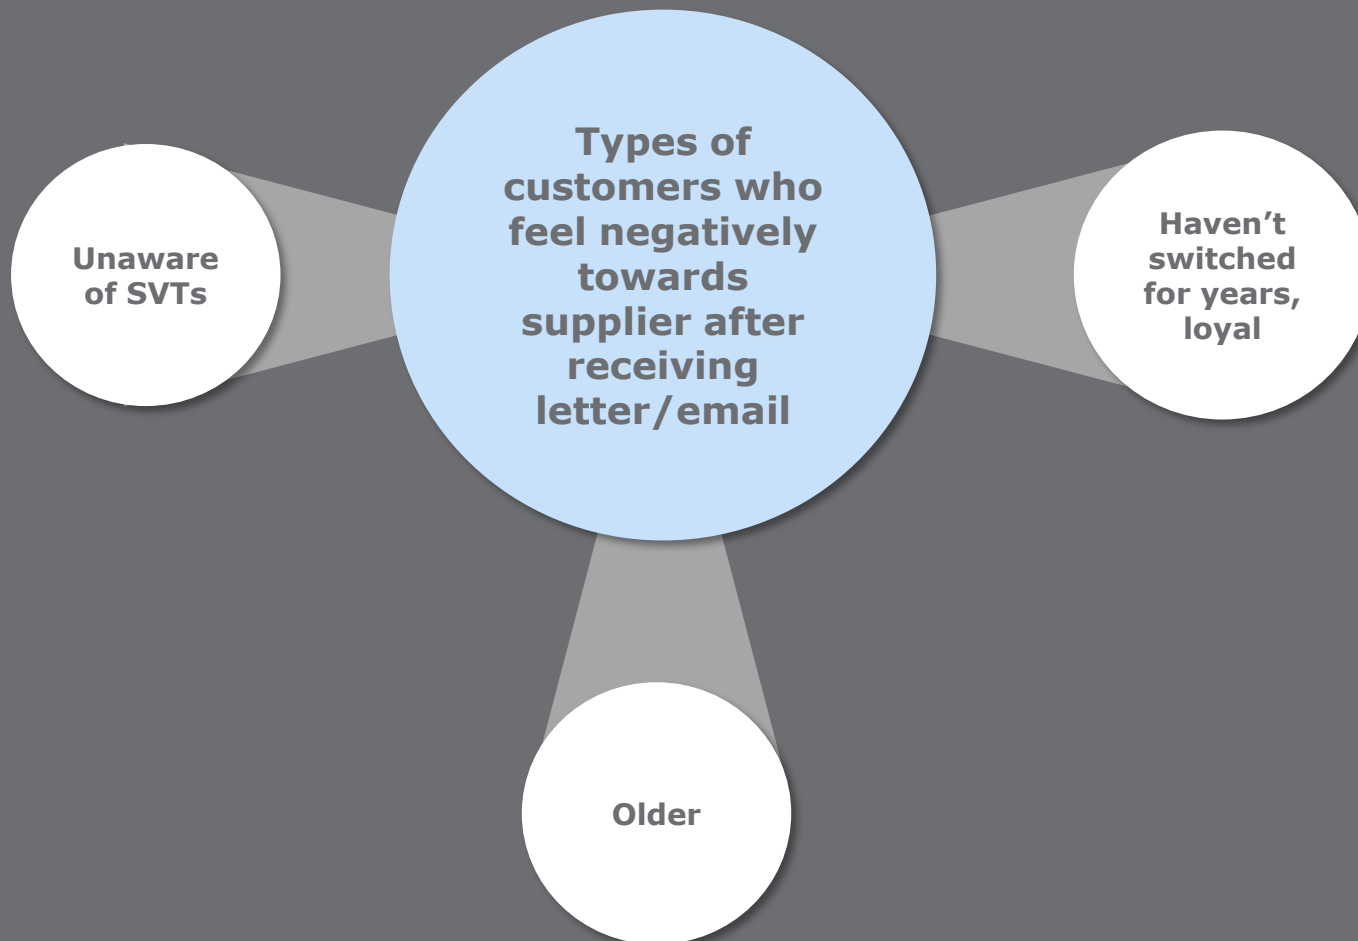 Types of
customers who
feel negatively
towards
supplier after
receiving
letter/email
Unaware
of SVTs
Haven’t
switched
for years,
loyal
Older